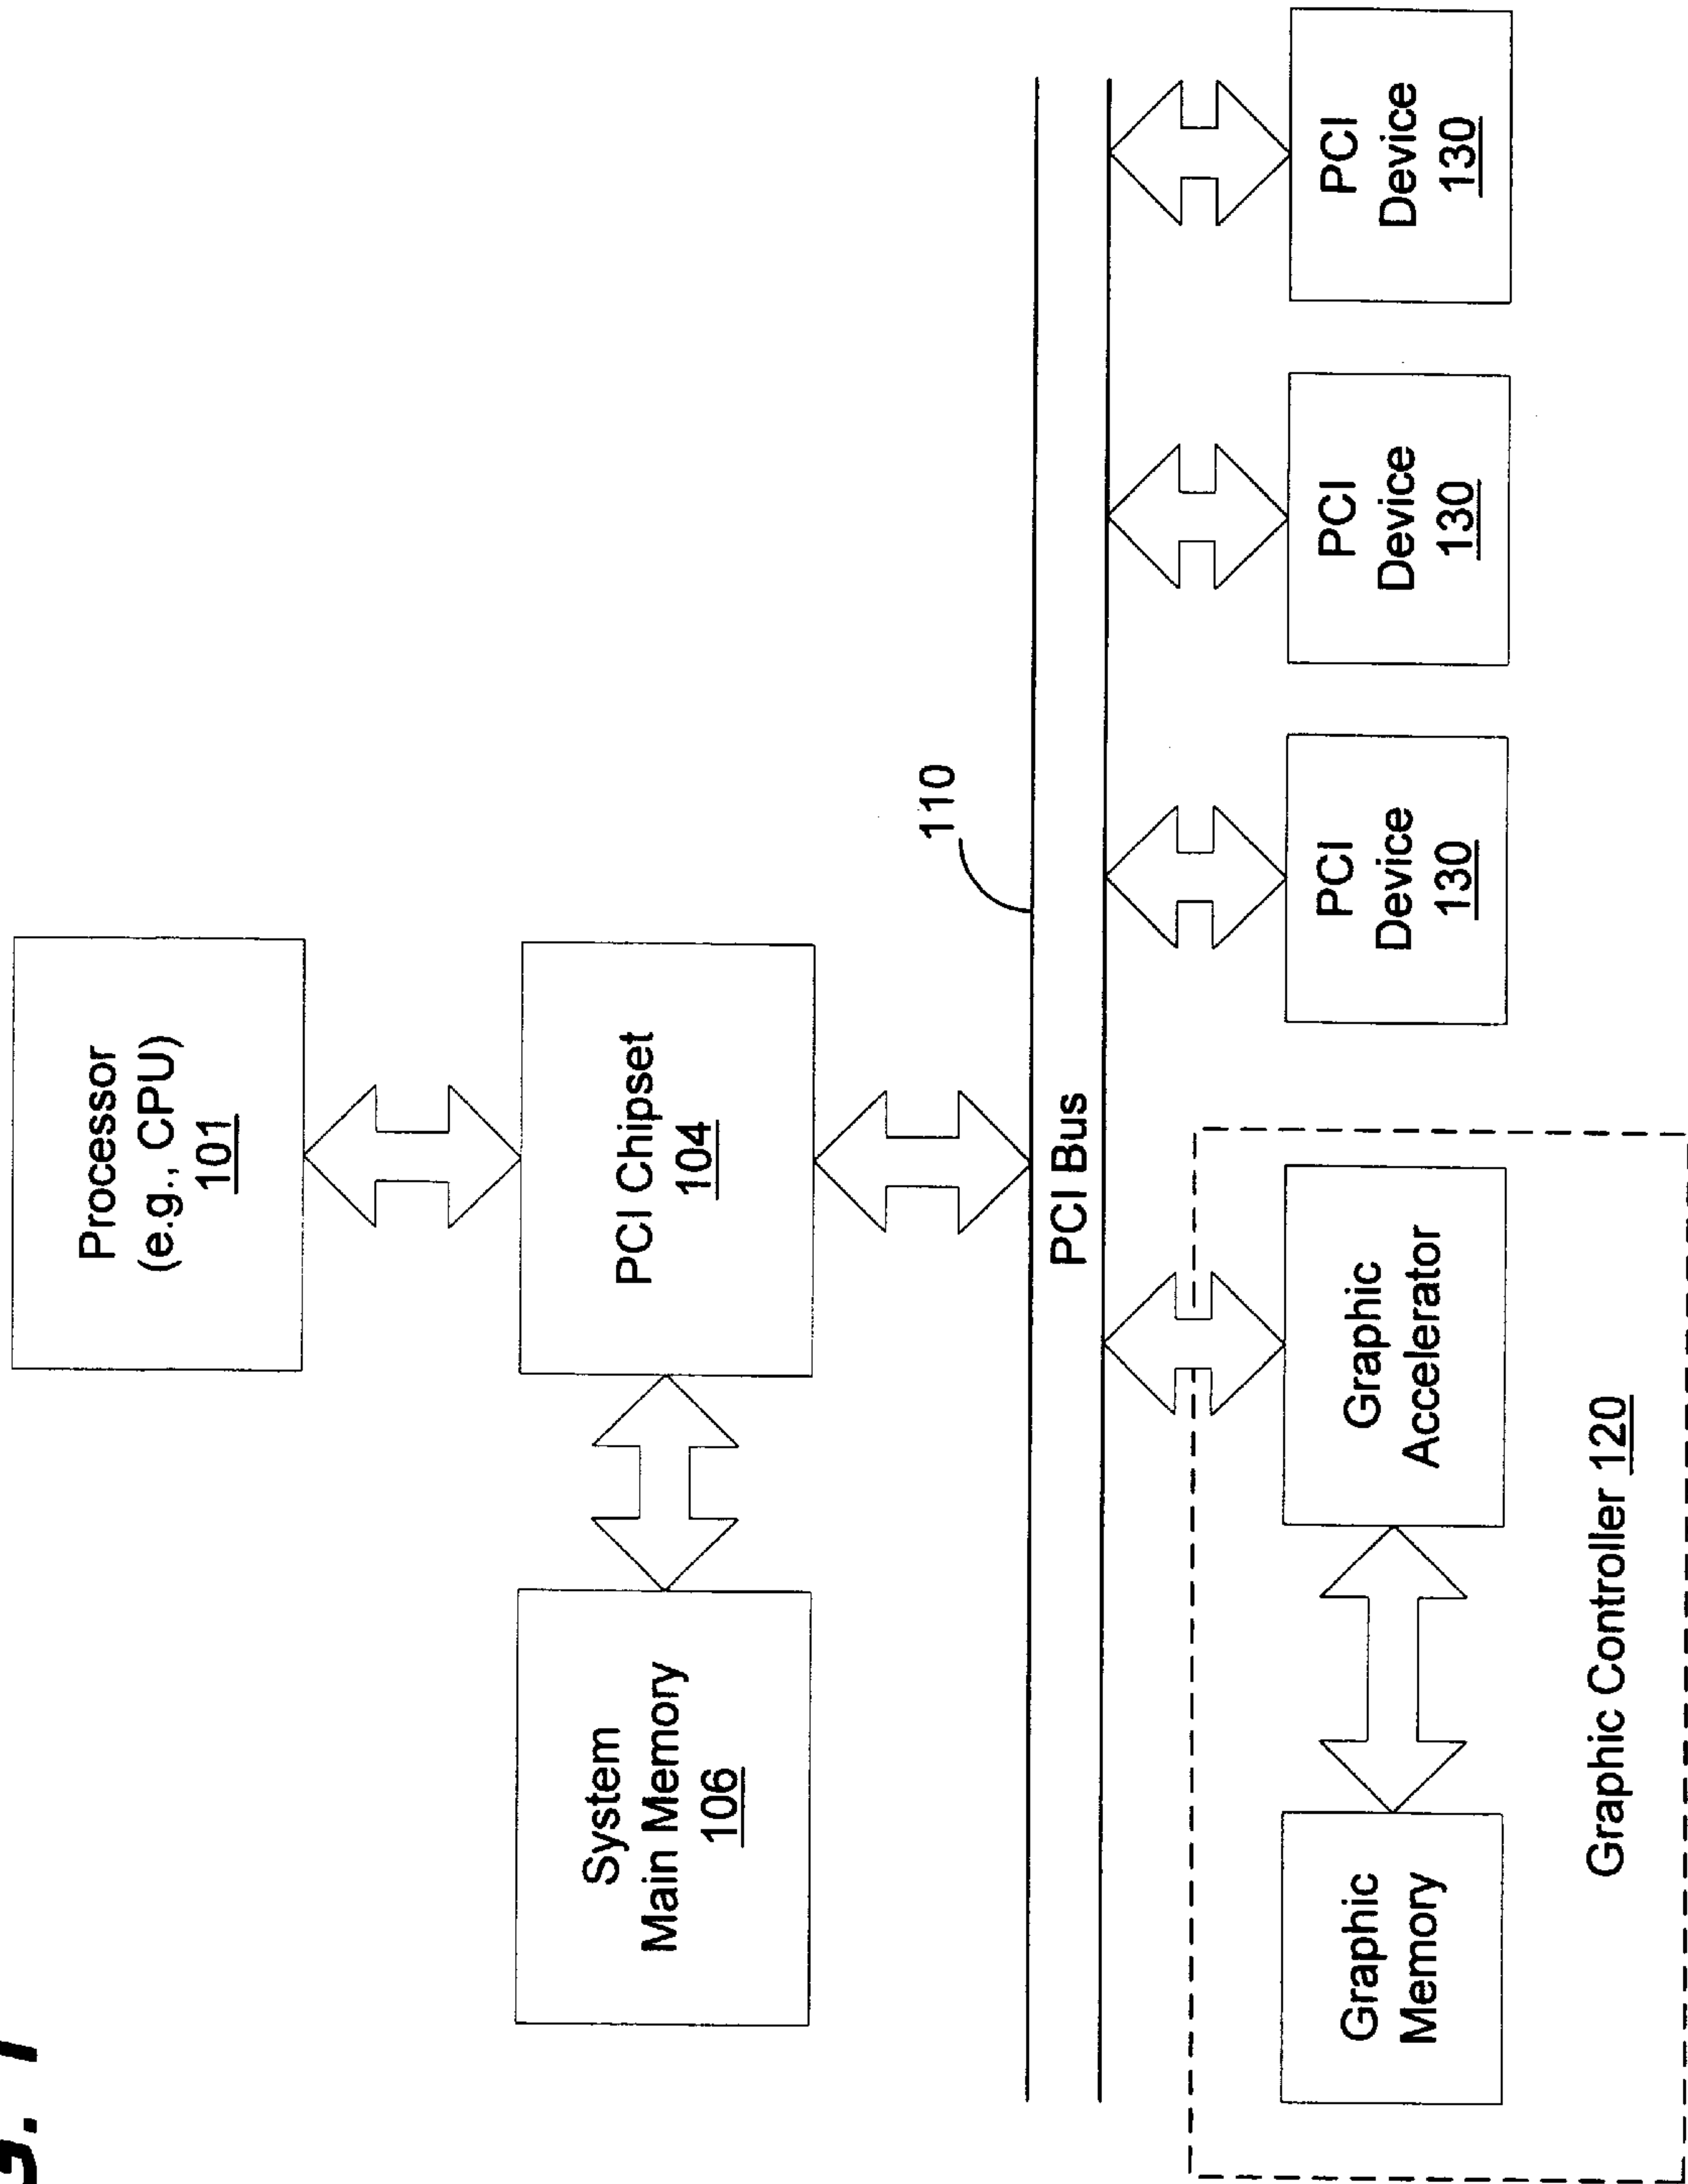 Processor
(e.g., CPU)
101
System
Main Memory
106
PCI Chipset
104
110
PCI Bus
Graphic
Memory
Graphic
Accelerator
Graphic Controller 120
PCI
Device
130
PCI
Device
130
PCI
Device
130